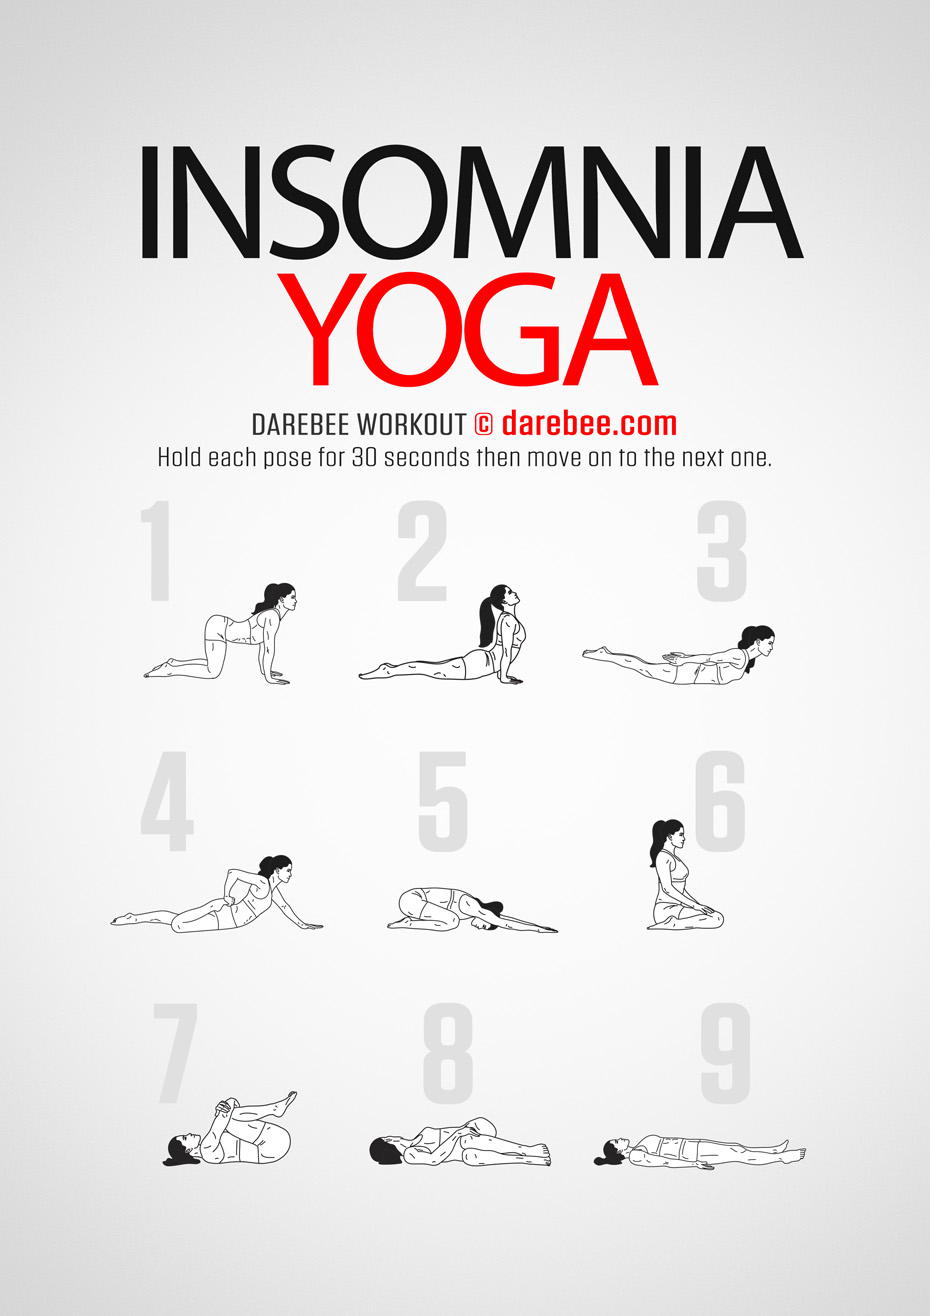 INSOMNIA
YOGA
DAREBEE WORKOUT © darebee.com
Hold each pose for 30 seconds then move on to the next one.
1 2 3
4 5 6
7 8 9